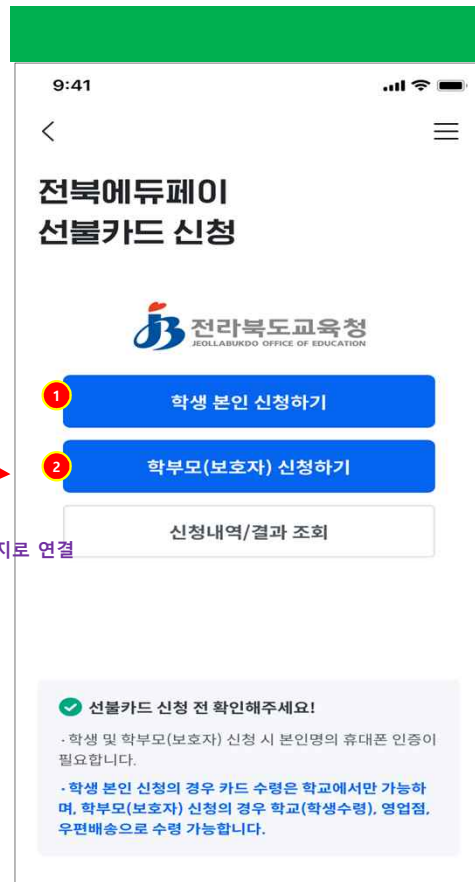 9:41
전북에듀페이
선불카드 신청
전라북도교육청
JEOLLABUKDO OFFICE OF EDUCATION
1
학생 본인 신청하기
2
학부모(보호자) 신청하기
신청내역/결과 조회
지로 연결
선불카드 신청 전 확인해주세요!
· 학생 및 학부모(보호자) 신청 시 본인명의 휴대폰 인증이
필요합니다.
· 학생 본인 신청의 경우 카드 수령은 학교에서만 가능하
며, 학부모(보호자) 신청의 경우 학교(학생수령), 영업점,
우편배송으로 수령 가능합니다.